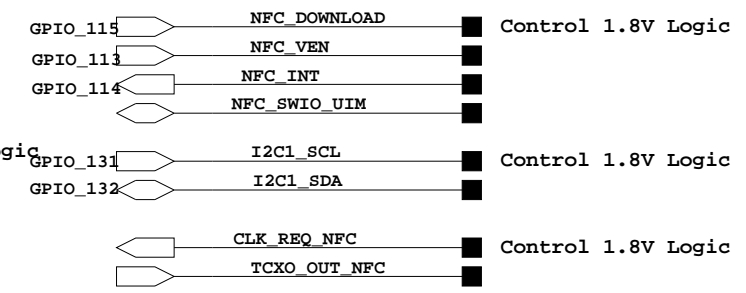 GPIO_115 NFC_DOWNLOAD Control 1.8V Logic
GPIO_113 NFC_VEN
GPIO_114 NFC_INT
NFC_SWIO_UIM
ogic GPIO_131 I2C1_SCL Control 1.8V Logic
GPIO_132 I2C1_SDA
CLK_REQ_NFC Control 1.8V Logic
TCXO_OUT_NFC